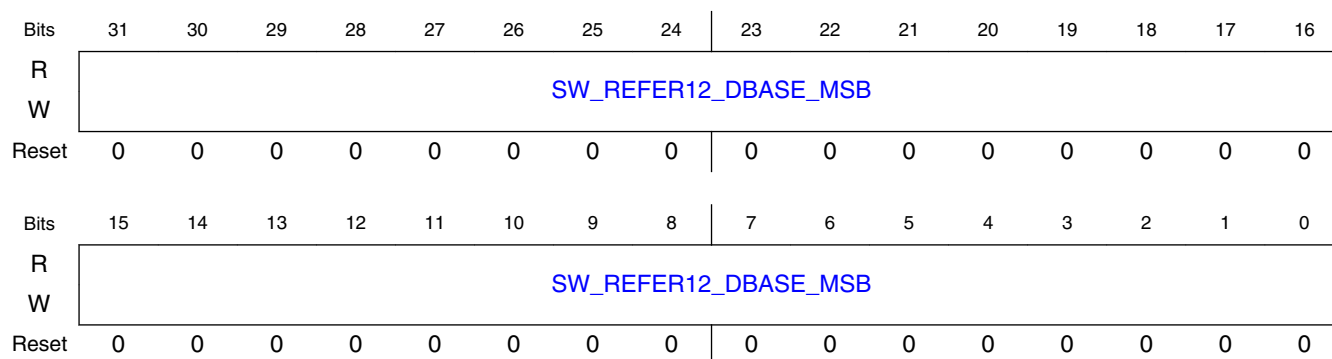 Bits 31 30 29 28 27 26 25 24 23 22 21 20 19 18 17 16
R
SW_REFER12_DBASE_MSB
W
Reset 0 0 0 0 0 0 0 0 0 0 0 0 0 0 0 0
Bits 15 14 13 12 11 10 9 8 7 6 5 4 3 2 1 0
R
SW_REFER12_DBASE_MSB
W
Reset 0 0 0 0 0 0 0 0 0 0 0 0 0 0 0 0